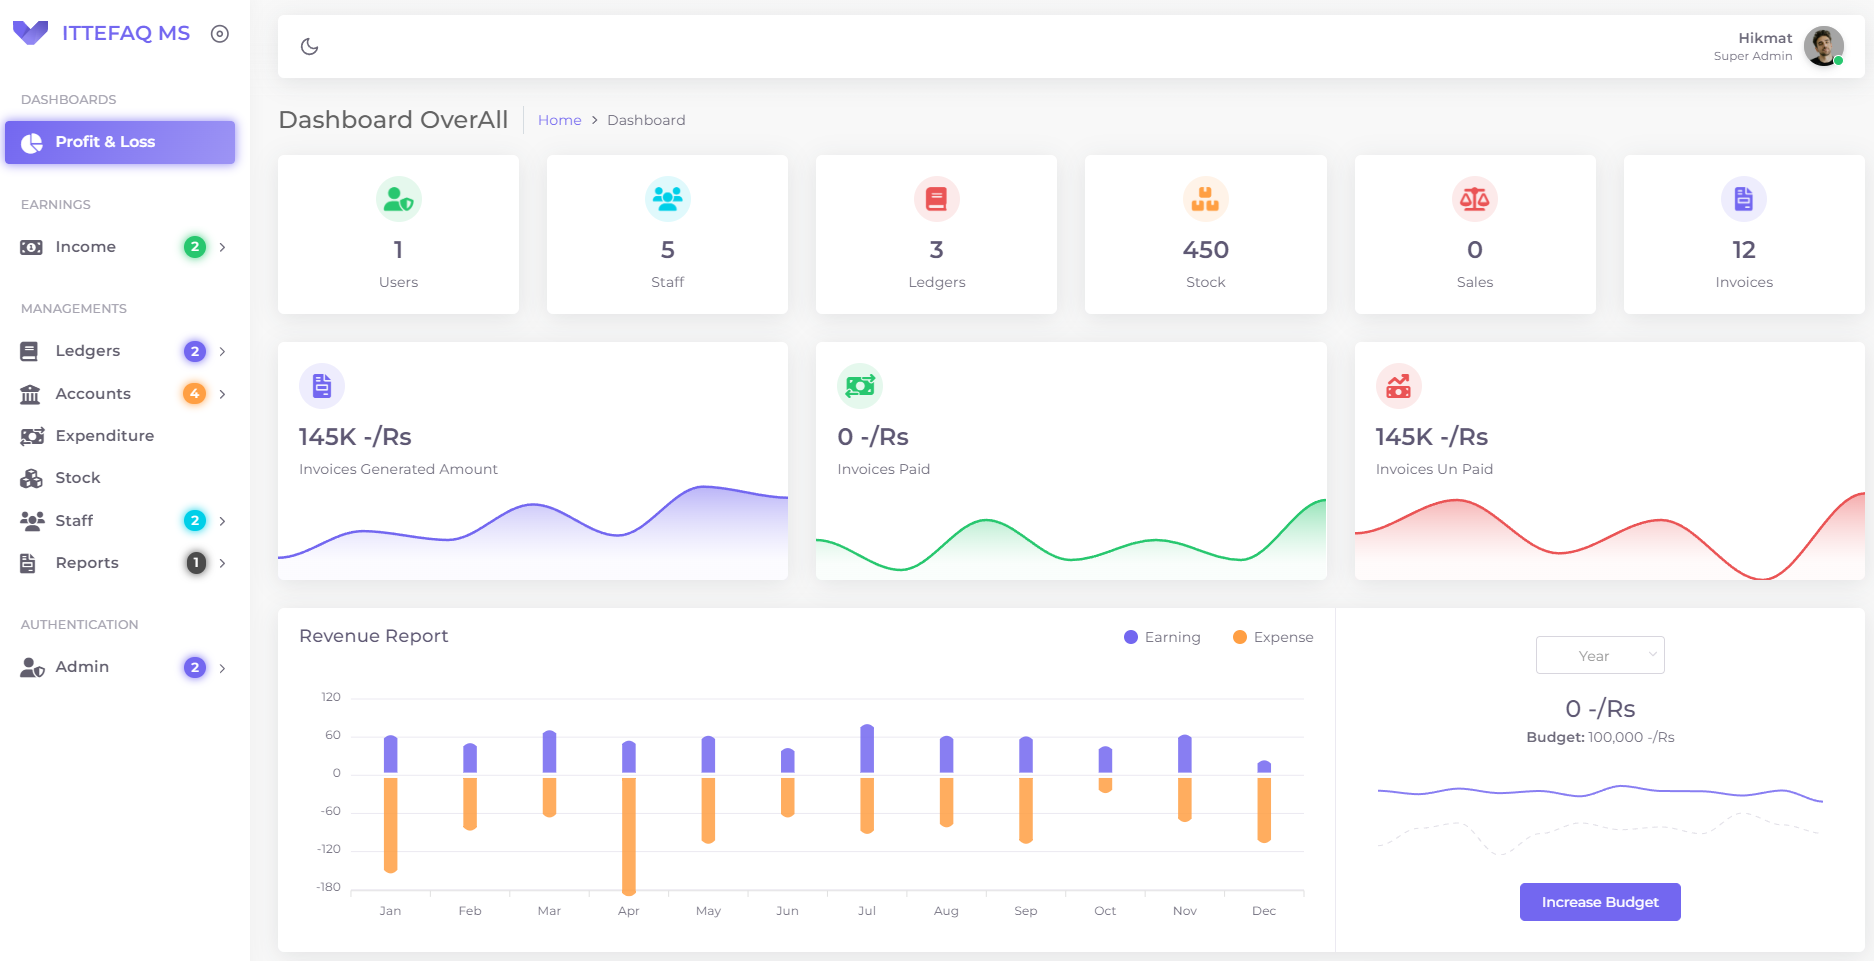 ITTEFAQ MS
DASHBOARDS
Profit & Loss
EARNINGS
Income 2
MANAGEMENTS
Ledgers 2
Accounts 4
Expenditure
Stock
Staff 2
Reports 1
AUTHENTICATION
Admin 2
Hikmat
Super Admin
Dashboard OverAll
Home > Dashboard
1
Users
5
Staff
3
Ledgers
450
Stock
0
Sales
12
Invoices
145K -/Rs
Invoices Generated Amount
0 -/Rs
Invoices Paid
145K -/Rs
Invoices Un Paid
Revenue Report
Earning Expense
120
60
0
-60
-120
-180
Jan Feb Mar Apr May Jun Jul Aug Sep Oct Nov Dec
Year
0 -/Rs
Budget: 100,000 -/Rs
Increase Budget